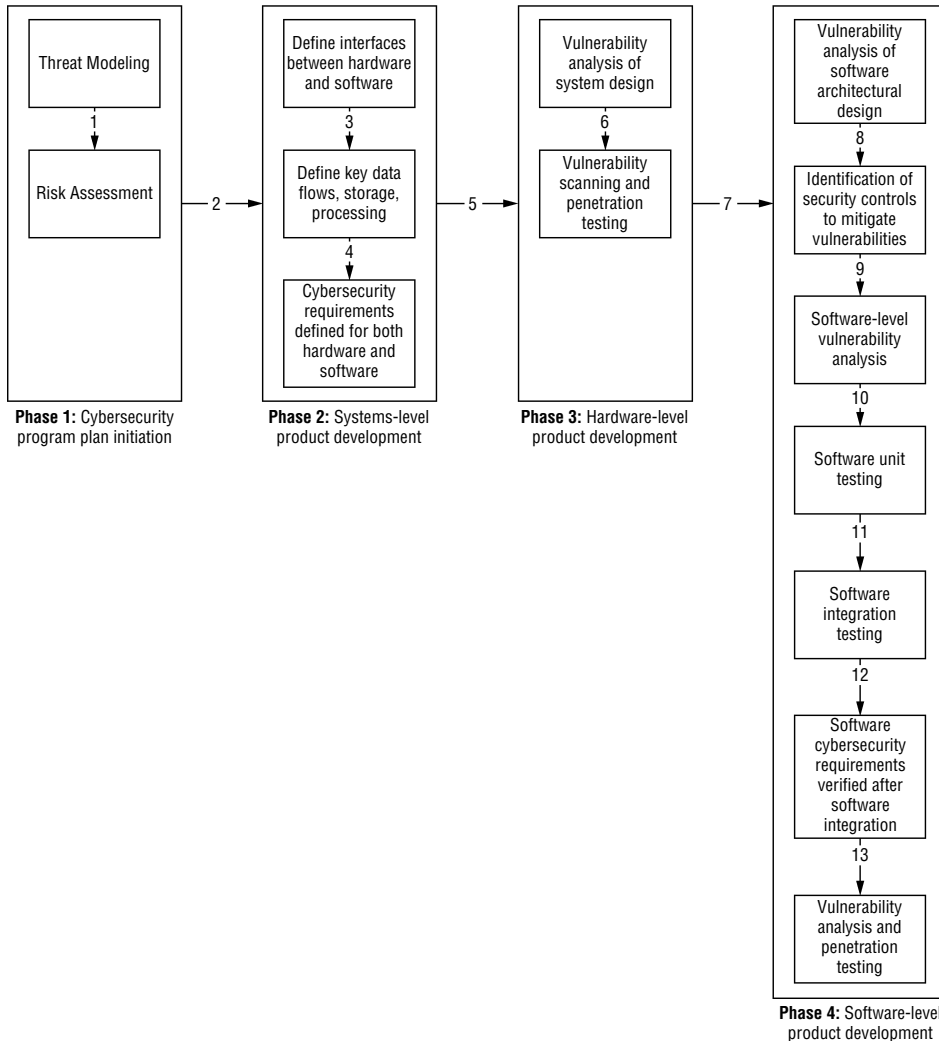 Threat Modeling
1
Risk Assessment
Phase 1: Cybersecurity
program plan initiation
2
Define interfaces
between hardware
and software
3
Define key data
flows, storage,
processing
4
Cybersecurity
requirements
defined for both
hardware and
software
Phase 2: Systems-level
product development
5
Vulnerability
analysis of
system design
6
Vulnerability
scanning and
penetration
testing
Phase 3: Hardware-level
product development
7
Vulnerability
analysis of
software
architectural
design
8
Identification of
security controls
to mitigate
vulnerabilities
9
Software-level
vulnerability
analysis
10
Software unit
testing
11
Software
integration
testing
12
Software
cybersecurity
requirements
verified after
software
integration
13
Vulnerability
analysis and
penetration
testing
Phase 4: Software-level
product development